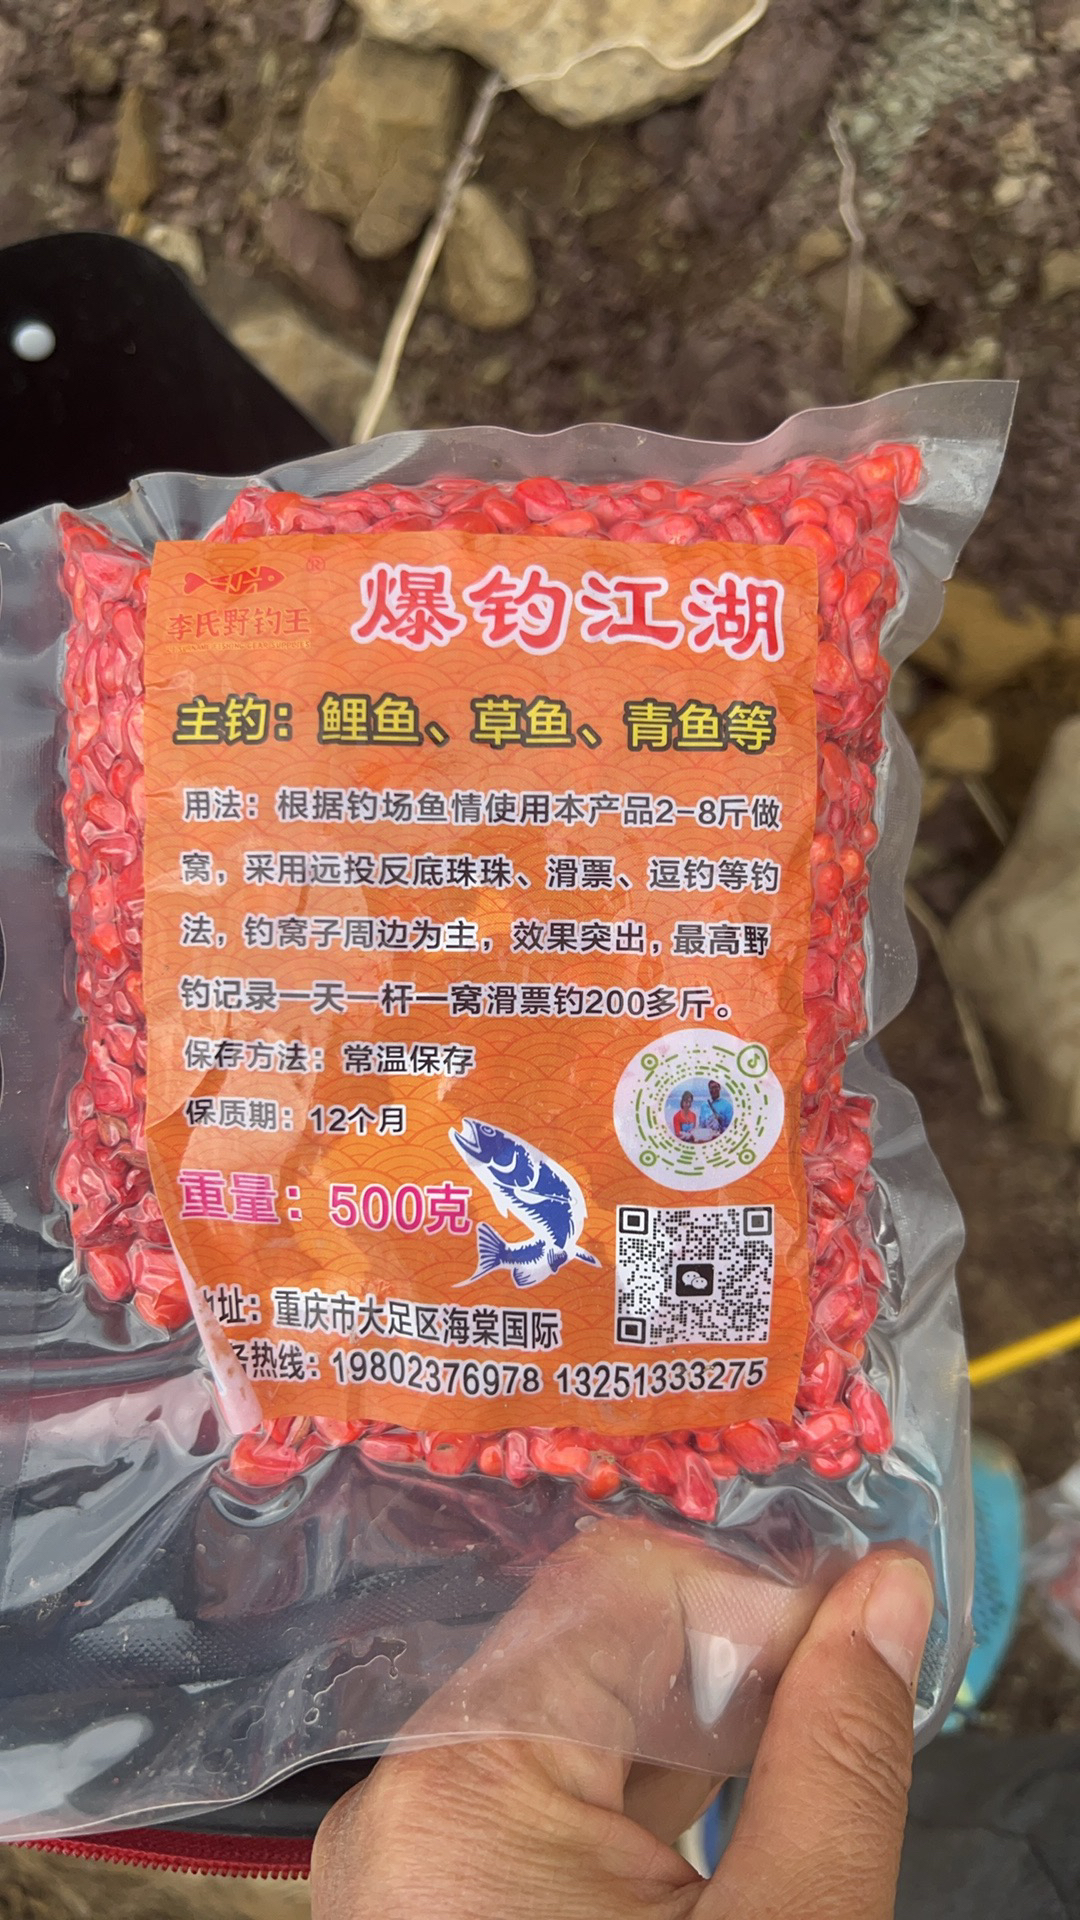 李氏野钓王
®
爆钓江湖
主钓：鲤鱼、草鱼、青鱼等
用法：根据钓场鱼情使用本产品2-8斤做
窝，采用远投反底珠珠、滑票、逗钓等钓
法，钓窝子周边为主，效果突出，最高野
钓记录一天一杆一窝滑票钓200多斤。
保存方法：常温保存
保质期：12个月
重量：500克
址：重庆市大足区海棠国际
热线：19802376978 13251333275